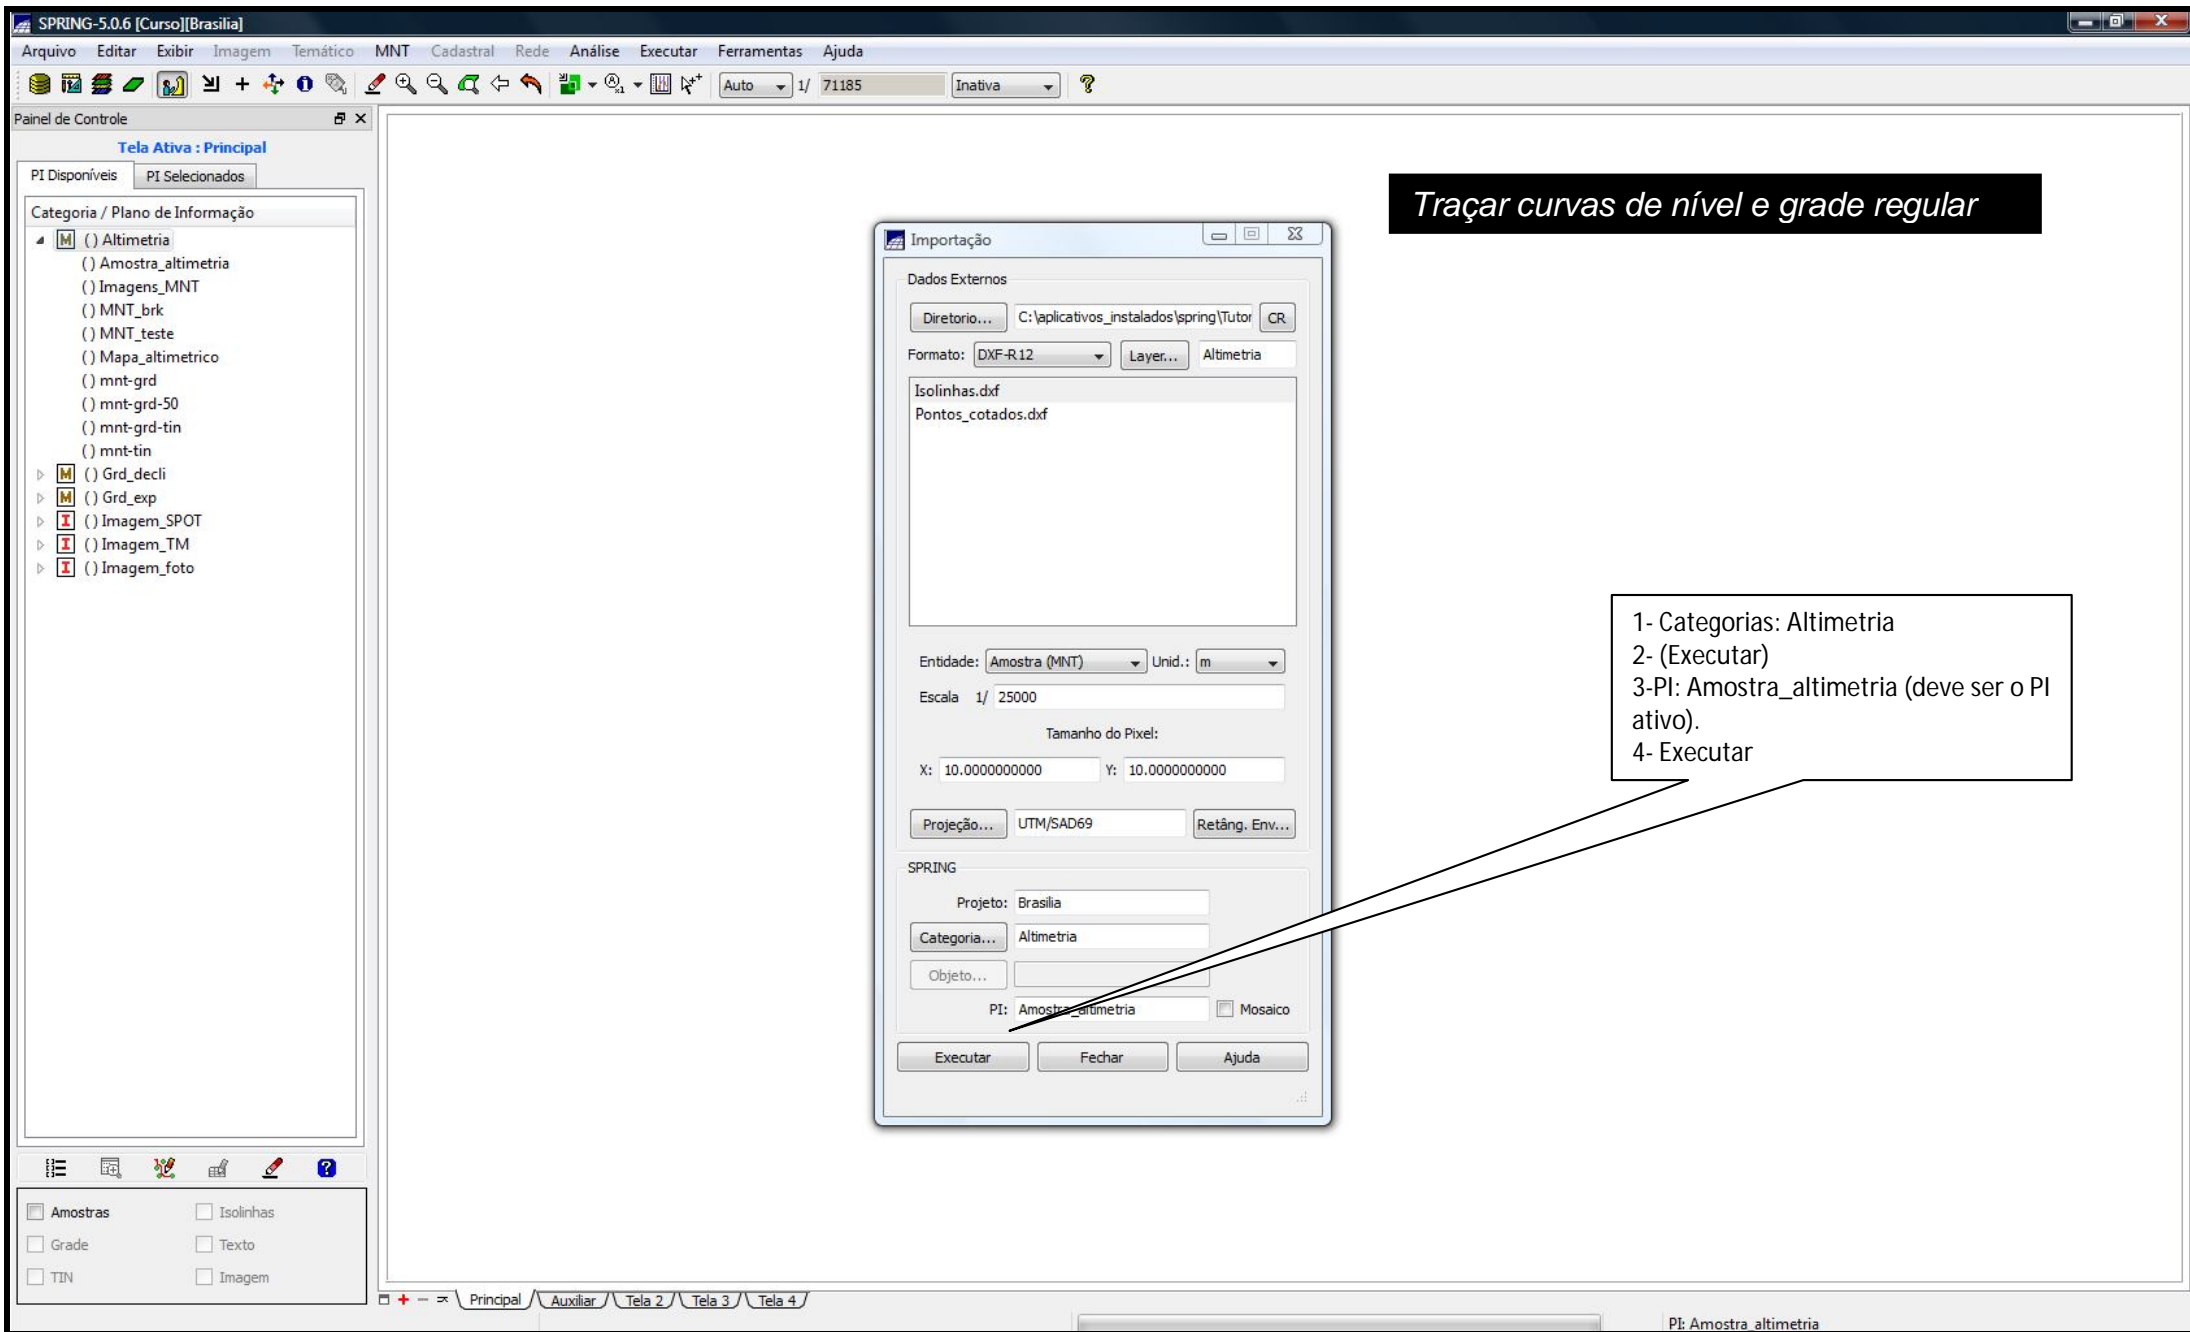 SPRING-5.0.6 [Curso][Brasilia]
Arquivo Editar Exibir Imagem Temático MNT Cadastral Rede Análise Executar Ferramentas Ajuda
Auto 1/ 71185 Inativa
Painel de Controle
Tela Ativa : Principal
PI Disponíveis PI Selecionados
Categoria / Plano de Informação
M () Altimetria
() Amostra_altimetria
() Imagens_MNT
() MNT_brk
() MNT_teste
() Mapa_altimetrico
() mnt-grd
() mnt-grd-50
() mnt-grd-tin
() mnt-tin
M () Grd_decli
M () Grd_exp
I () Imagem_SPOT
I () Imagem_TM
I () Imagem_foto
Amostras Isolinhas
Grade Texto
TIN Imagem
Traçar curvas de nível e grade regular
Importação
Dados Externos
Diretorio... C:\aplicativos_instalados\spring\Tutor CR
Formato: DXF-R12 Layer... Altimetria
Isolinhas.dxf
Pontos_cotados.dxf
Entidade: Amostra (MNT) Unid.: m
Escala 1/ 25000
Tamanho do Pixel:
X: 10.0000000000 Y: 10.0000000000
Projeção... UTM/SAD69 Retâng. Env...
SPRING
Projeto: Brasilia
Categoria... Altimetria
Objeto...
PI: Amostra_altimetria Mosaico
Executar Fechar Ajuda
1- Categorias: Altimetria
2- (Executar)
3-PI: Amostra_altimetria (deve ser o PI
ativo).
4- Executar
Principal Auxiliar Tela 2 Tela 3 Tela 4
PI: Amostra_altimetria